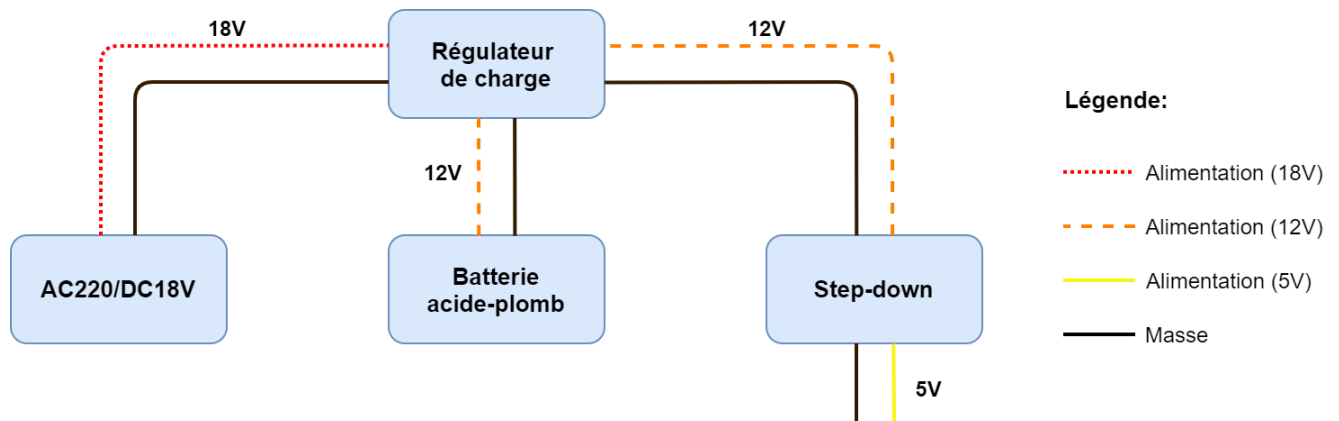 18V
12V
Régulateur
de charge
Légende:
12V
Alimentation (18V)
Alimentation (12V)
AC220/DC18V
Batterie
acide-plomb
Step-down
Alimentation (5V)
Masse
5V